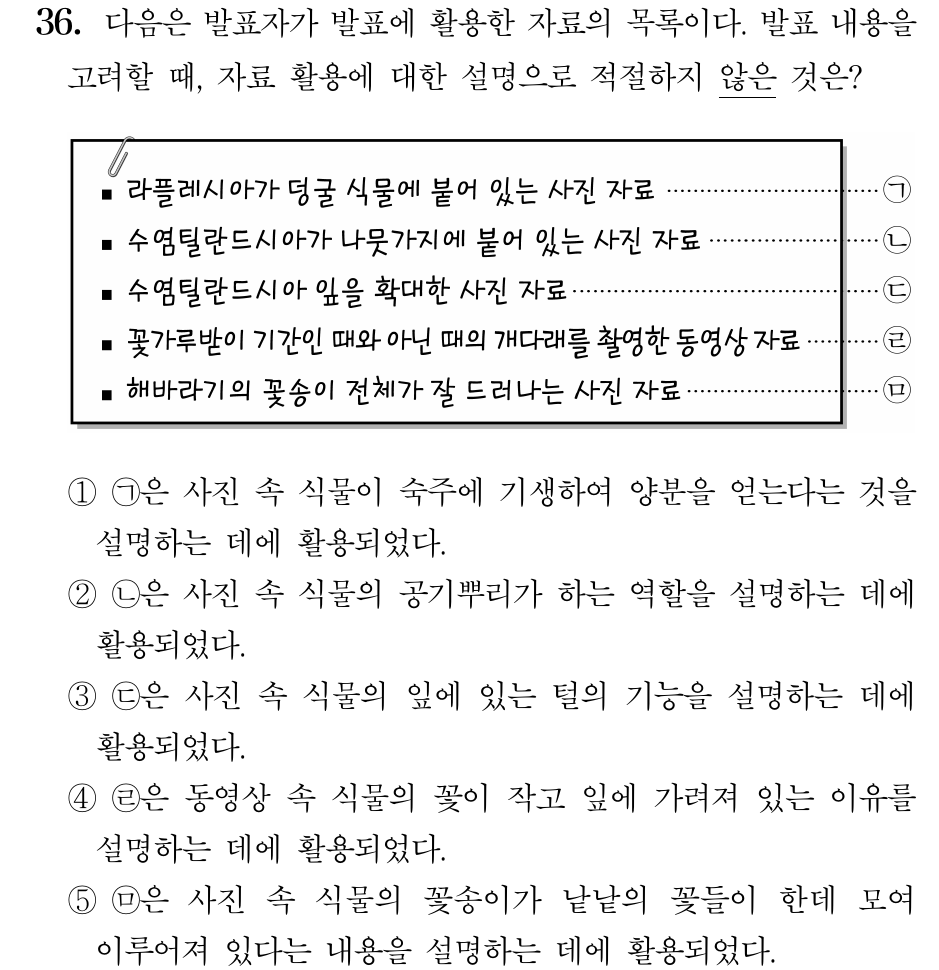 36. 다음은 발표자가 발표에 활용한 자료의 목록이다. 발표 내용을
고려할 때, 자료 활용에 대한 설명으로 적절하지 않은 것은?
▪ 라플레시아가 덩굴 식물에 붙어 있는 사진 자료 ㉠
▪ 수염틸란드시아가 나뭇가지에 붙어 있는 사진 자료 ㉡
▪ 수염틸란드시아 잎을 확대한 사진 자료 ㉢
▪ 꽃가루받이 기간인 때와 아닌 때의 개다래를 촬영한 동영상 자료 ㉣
▪ 해바라기의 꽃송이 전체가 잘 드러나는 사진 자료 ㉤
① ㉠은 사진 속 식물이 숙주에 기생하여 양분을 얻는다는 것을
설명하는 데에 활용되었다.
② ㉡은 사진 속 식물의 공기뿌리가 하는 역할을 설명하는 데에
활용되었다.
③ ㉢은 사진 속 식물의 잎에 있는 털의 기능을 설명하는 데에
활용되었다.
④ ㉣은 동영상 속 식물의 꽃이 작고 잎에 가려져 있는 이유를
설명하는 데에 활용되었다.
⑤ ㉤은 사진 속 식물의 꽃송이가 낱낱의 꽃들이 한데 모여
이루어져 있다는 내용을 설명하는 데에 활용되었다.